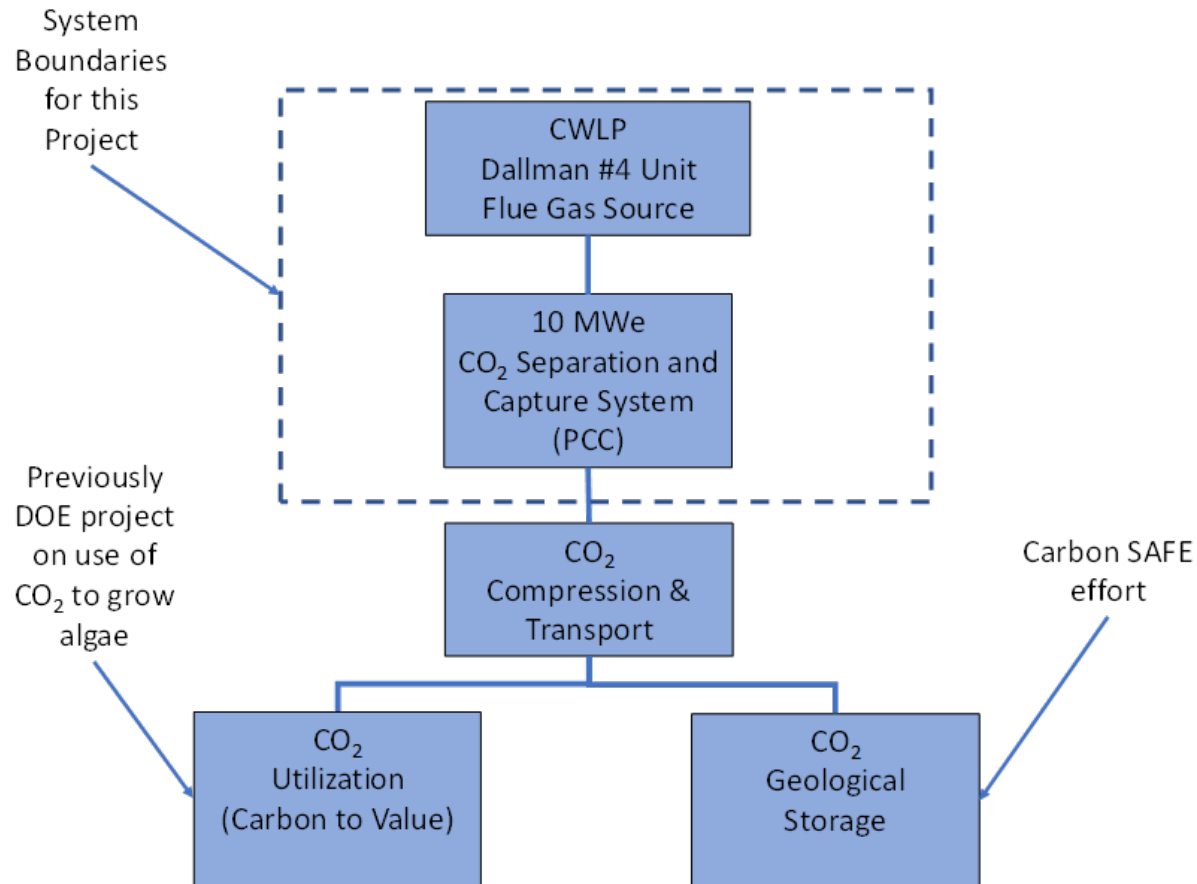 System
Boundaries
for this
Project
CWLP
Dallman #4 Unit
Flue Gas Source
10 MWe
CO₂ Separation and
Capture System
(PCC)
Previously
DOE project
on use of
CO₂ to grow
algae
CO₂
Compression &
Transport
Carbon SAFE
effort
CO₂
Utilization
(Carbon to Value)
CO₂
Geological
Storage